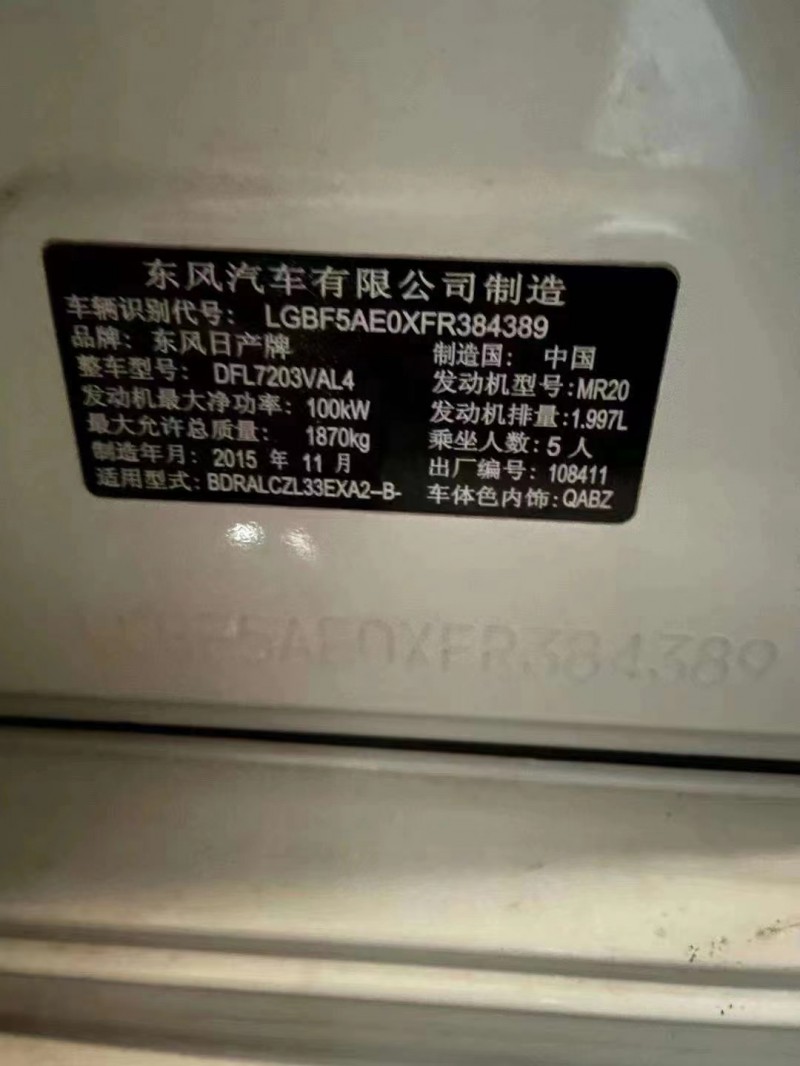 东风汽车有限公司制造
车辆识别代号: LGBF5AE0XFR384389
品牌: 东风日产牌 制造国: 中国
整车型号: DFL7203VAL4 发动机型号:MR20
发动机最大净功率: 100kW 发动机排量:1.997L
最大允许总质量: 1870kg 乘坐人数:5人
制造年月: 2015 年 11 月 出厂编号: 108411
适用型式: BDRALCZL33EXA2-B- 车体色内饰:QABZ
LGBF5AE0XFR384389